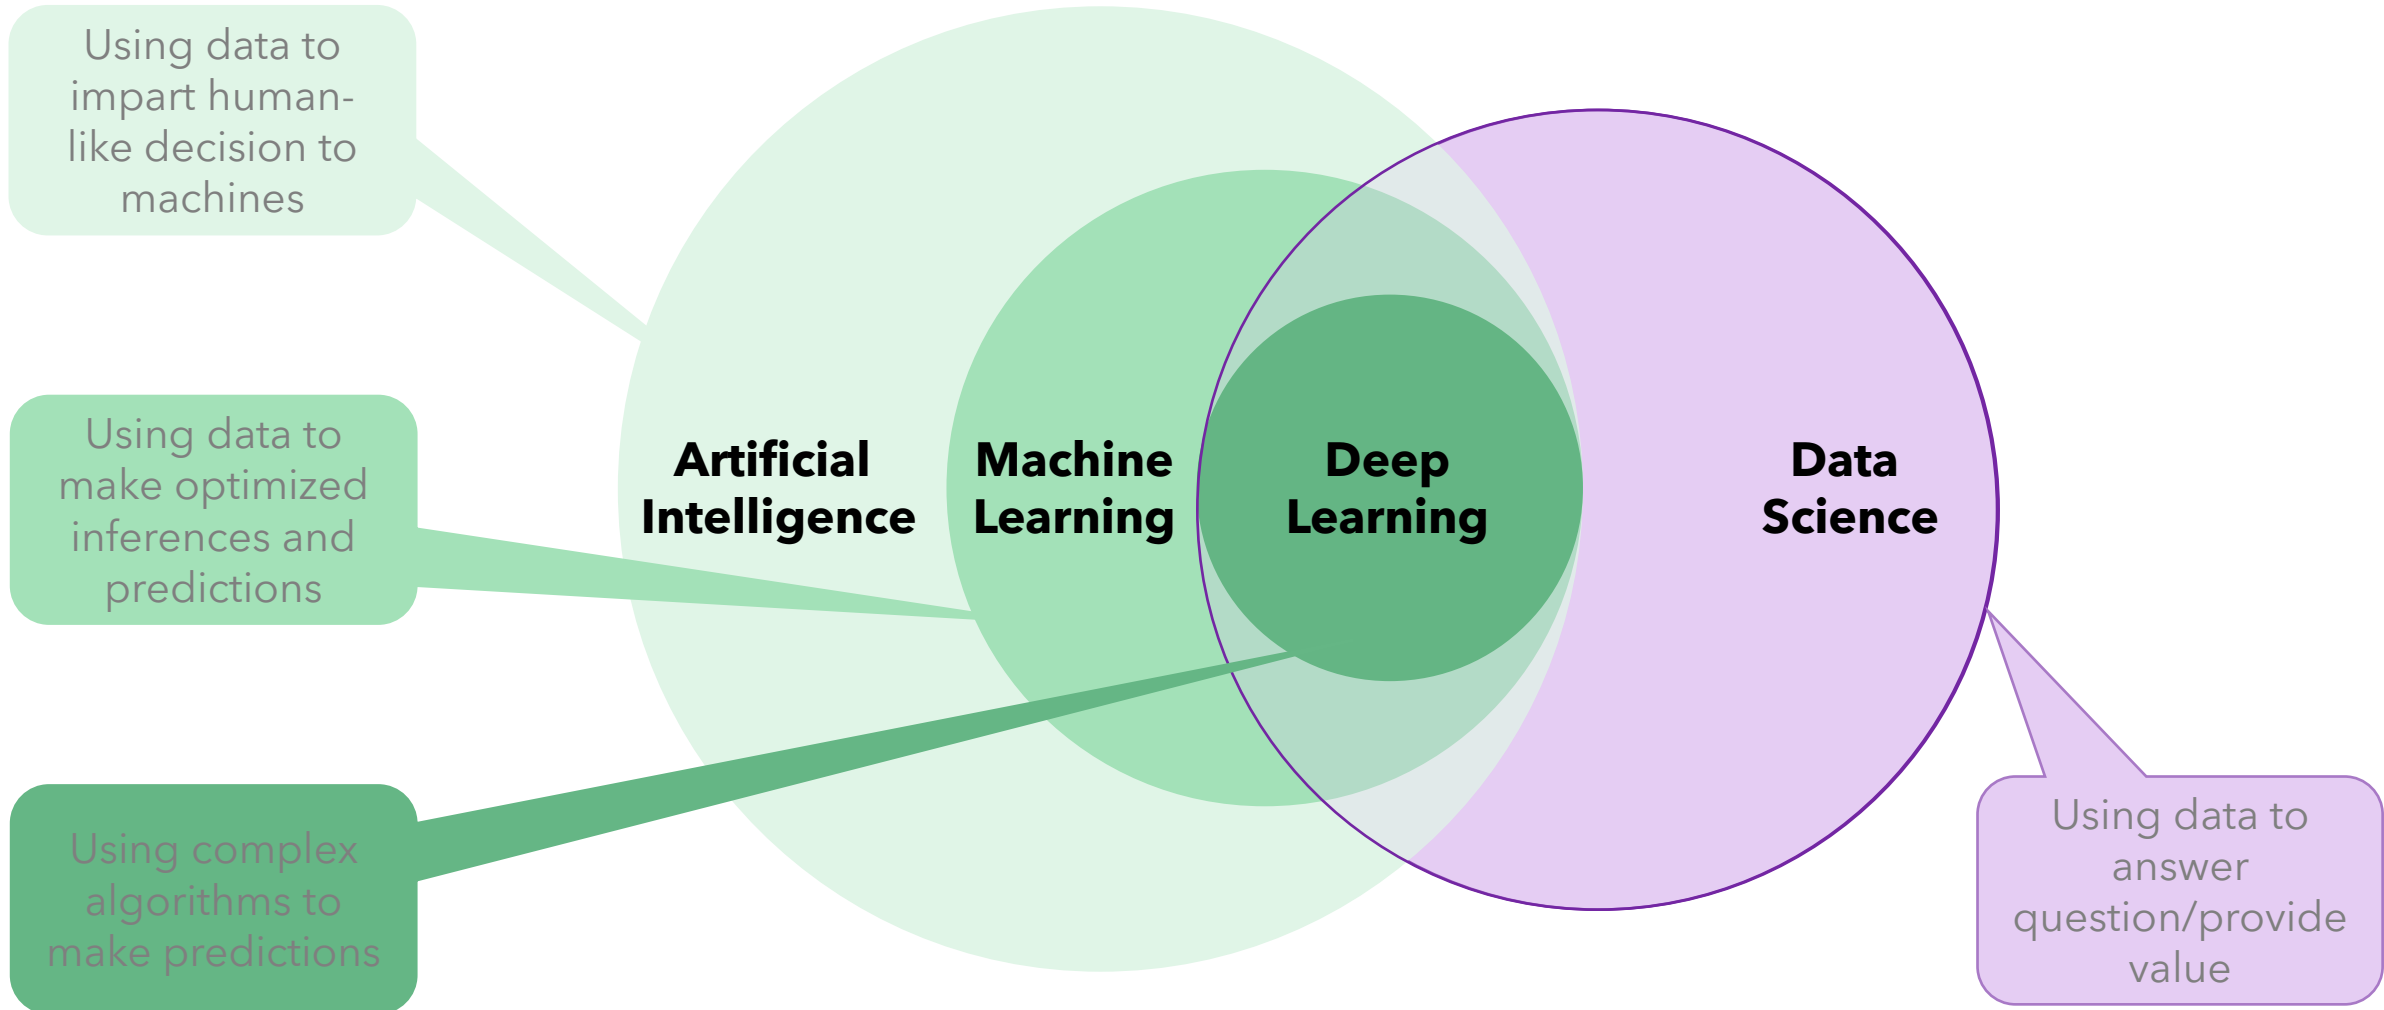 Using data to
impart human-
like decision to
machines
Using data to
make optimized
inferences and
predictions
Using complex
algorithms to
make predictions
Artificial
Intelligence
Machine
Learning
Deep
Learning
Data
Science
Using data to
answer
question/provide
value